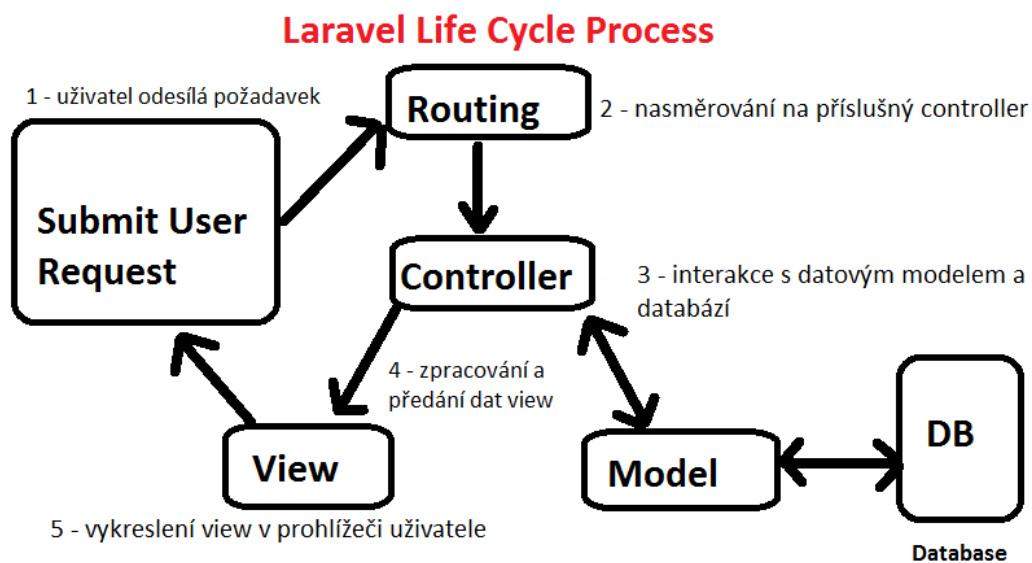 Laravel Life Cycle Process
1 - uživatel odesílá požadavek
Routing
2 - nasměrování na příslušný controller
Submit User
Request
Controller
3 - interakce s datovým modelem a
databází
4 - zpracování a
předání dat view
View
Model
DB
5 - vykreslení view v prohlížeči uživatele
Database